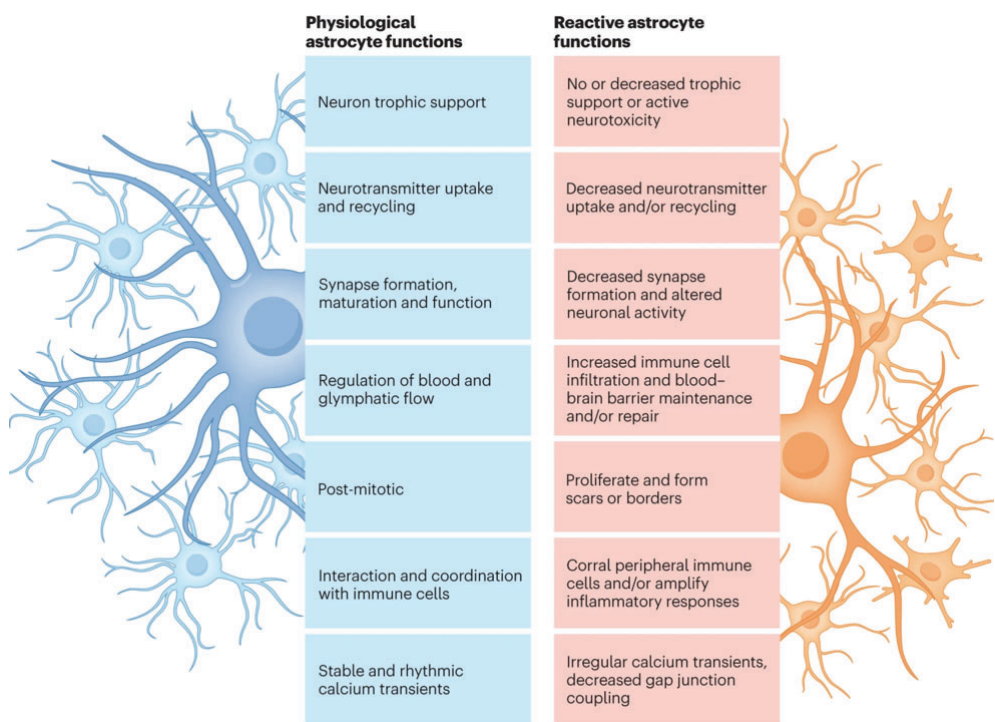 Physiological
astrocyte functions
Reactive astrocyte
functions
Neuron trophic support
No or decreased trophic
support or active
neurotoxicity
Neurotransmitter uptake
and recycling
Decreased neurotransmitter
uptake and/or recycling
Synapse formation,
maturation and function
Decreased synapse
formation and altered
neuronal activity
Regulation of blood and
glymphatic flow
Increased immune cell
infiltration and blood–
brain barrier maintenance
and/or repair
Post-mitotic
Proliferate and form
scars or borders
Interaction and coordination
with immune cells
Corral peripheral immune
cells and/or amplify
inflammatory responses
Stable and rhythmic
calcium transients
Irregular calcium transients,
decreased gap junction
coupling